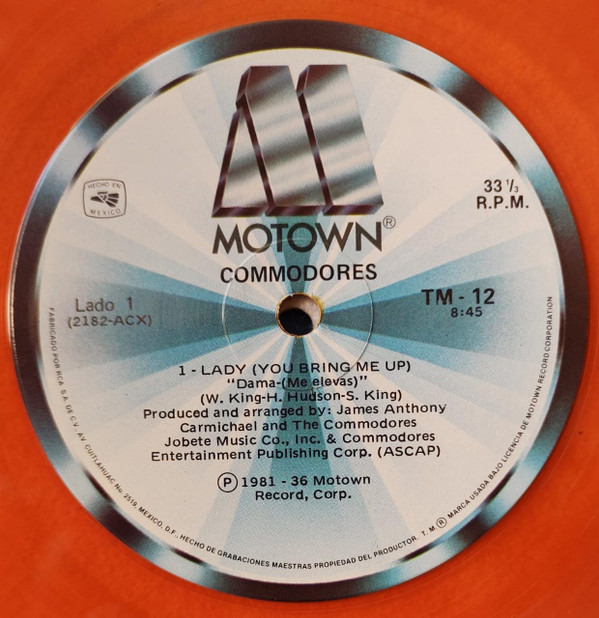 HECHO EN
MEXICO
33 1/3
R.P.M.
MOTOWN®
COMMODORES
Lado 1
(2182-ACX)
TM - 12
8:45
1 - LADY (YOU BRING ME UP)
"Dama-(Me elevas)"
(W. King-H. Hudson-S. King)
Produced and arranged by: James Anthony
Carmichael and The Commodores
Jobete Music Co., Inc. & Commodores
Entertainment Publishing Corp. (ASCAP)
Ⓟ 1981 - 36 Motown
Record, Corp.
FABRICADO POR RCA S.A. DE C.V. AV. CUITLAHUAC No. 2519, MEXICO, D.F., HECHO DE GRABACIONES MAESTRAS PROPIEDAD DEL PRODUCTOR. T. M. ® MARCA USADA BAJO LICENCIA DE MOTOWN RECORD CORPORATION